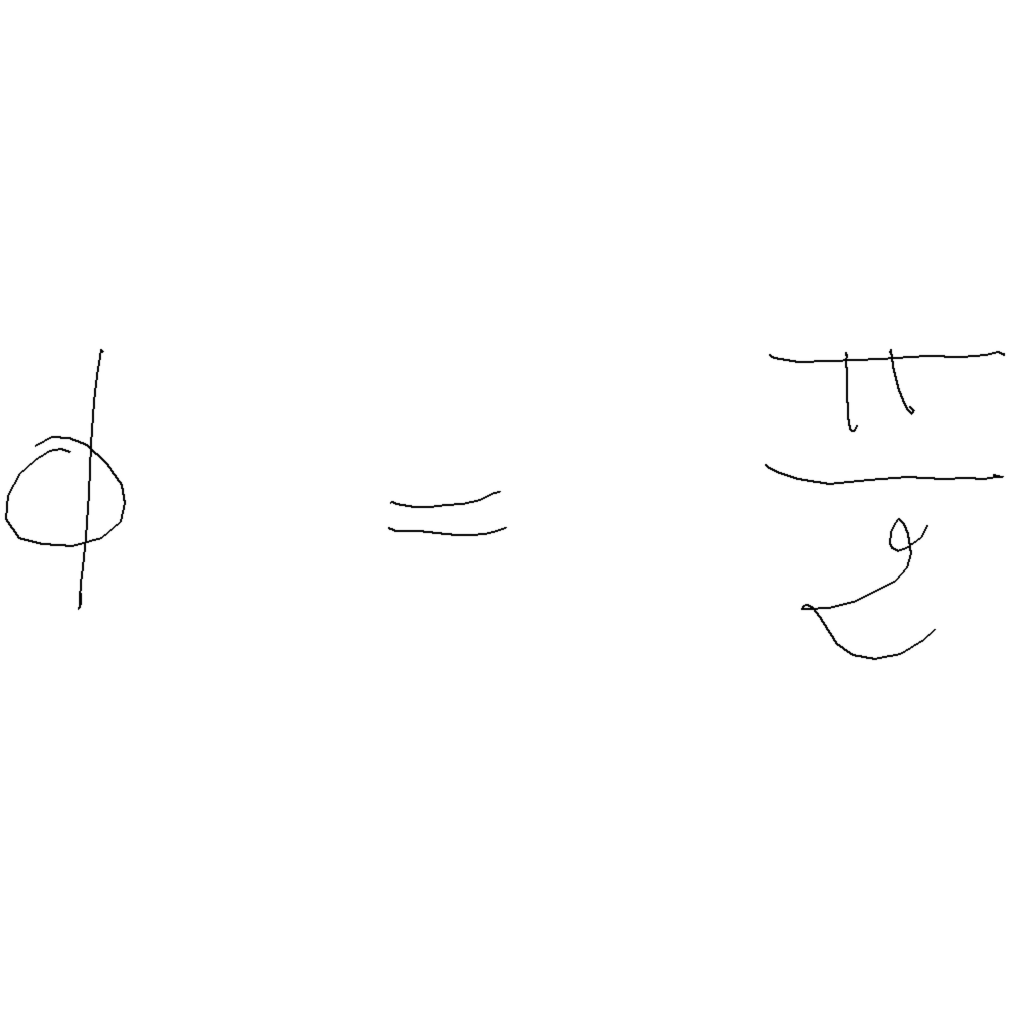 ϕ = π/2